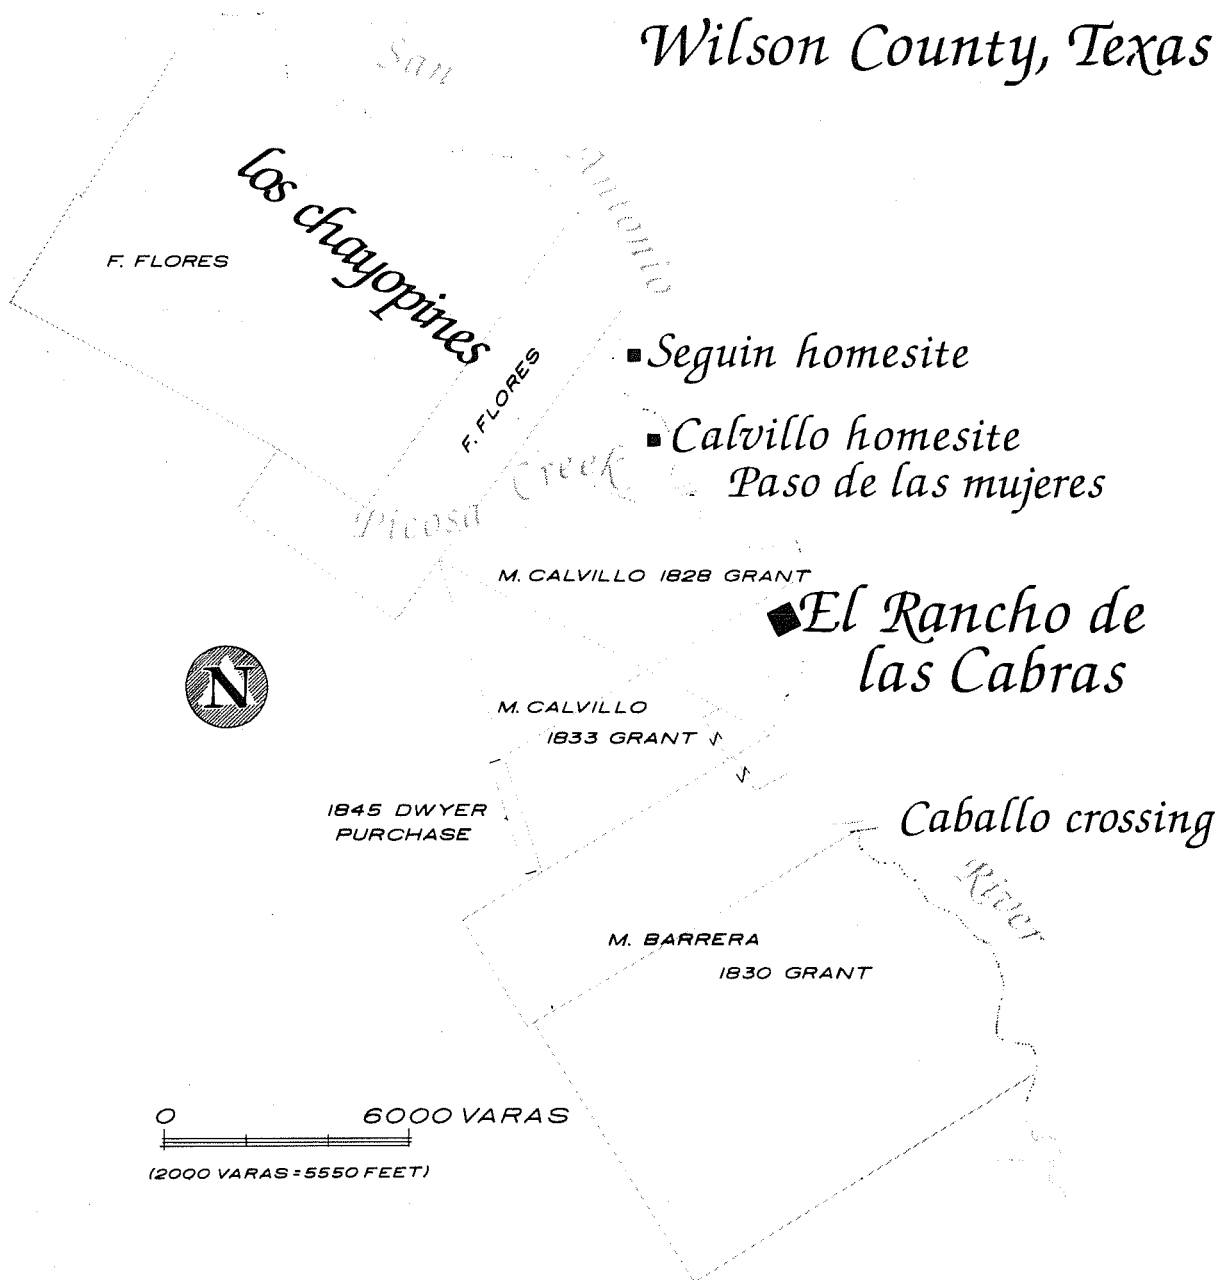 Wilson County, Texas
San
Antonio
los chayopines
F. FLORES
F. FLORES
Seguin homesite
Calvillo homesite
Paso de las mujeres
Picosa Creek
M. CALVILLO 1828 GRANT
El Rancho de
las Cabras
N
M. CALVILLO
1833 GRANT
1845 DWYER
PURCHASE
Caballo crossing
River
M. BARRERA
1830 GRANT
0 6000 VARAS
(2000 VARAS = 5550 FEET)